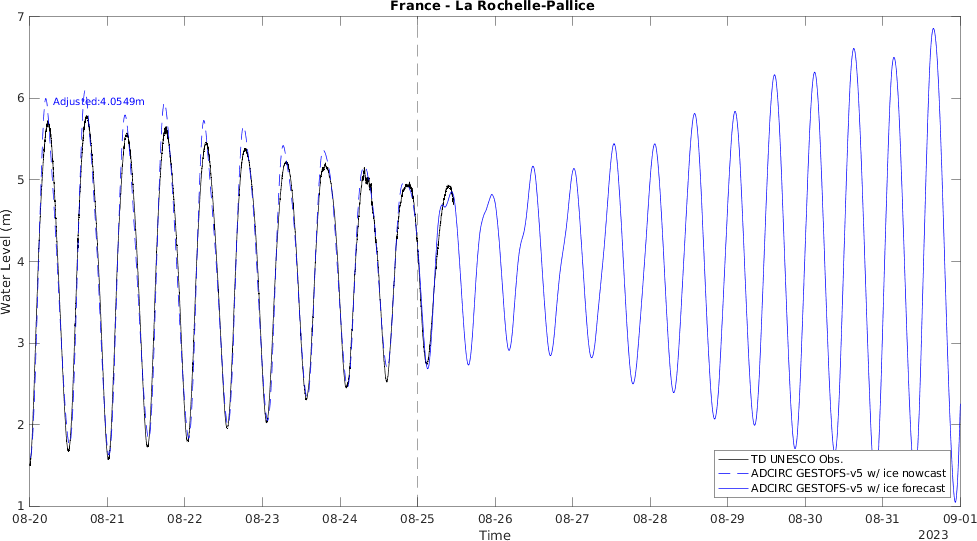 France - La Rochelle-Pallice
7
6
5
4
3
2
1
Water Level (m)
Adjusted:4.0549m
TD UNESCO Obs.
ADCIRC GESTOFS-v5 w/ ice nowcast
ADCIRC GESTOFS-v5 w/ ice forecast
08-20 08-21 08-22 08-23 08-24 08-25 08-26 08-27 08-28 08-29 08-30 08-31 09-01
Time
2023